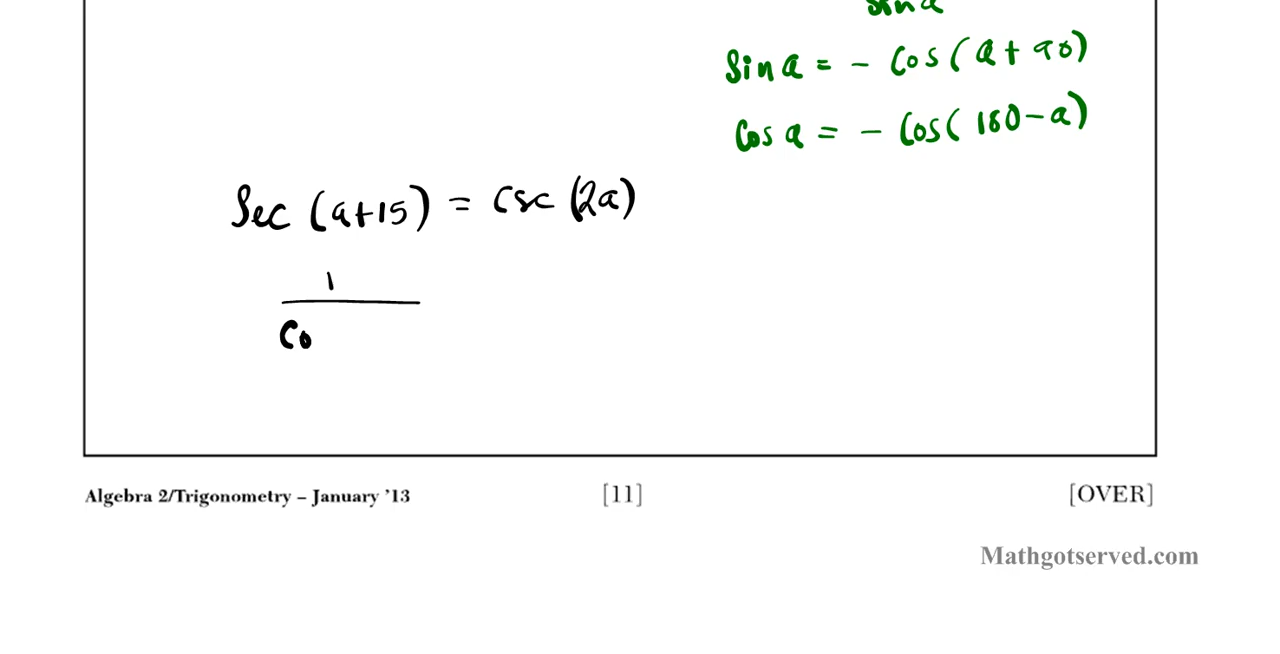 sin a
sin a = - cos(a + 90)
cos a = - cos(180 - a)
Sec (a+15) = csc (2a)
1
Co
Algebra 2/Trigonometry – January ’13 [11] [OVER]
Mathgotserved.com